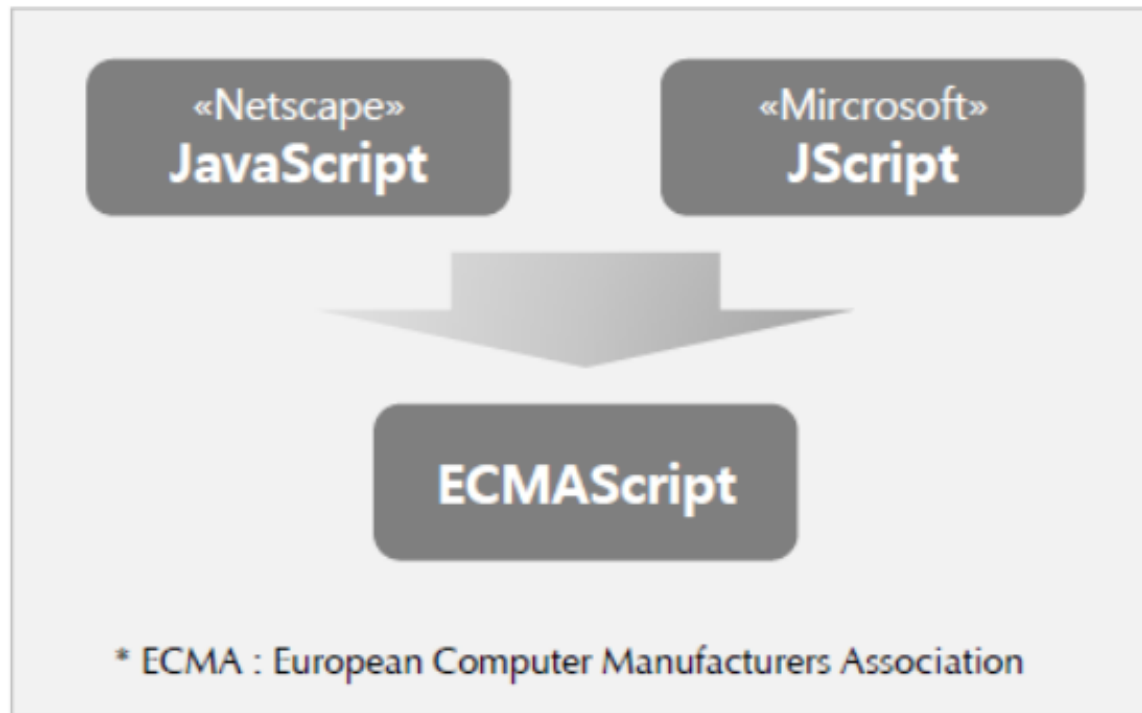 «Netscape»
JavaScript
«Mircrosoft»
JScript
ECMAScript
* ECMA : European Computer Manufacturers Association